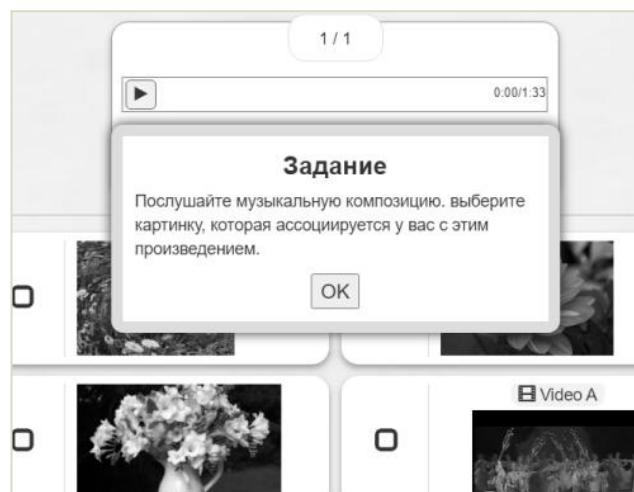 1 / 1
0:00/1:33
Задание
Послушайте музыкальную композицию. выберите
картинку, которая ассоциируется у вас с этим
произведением.
OK
Video A